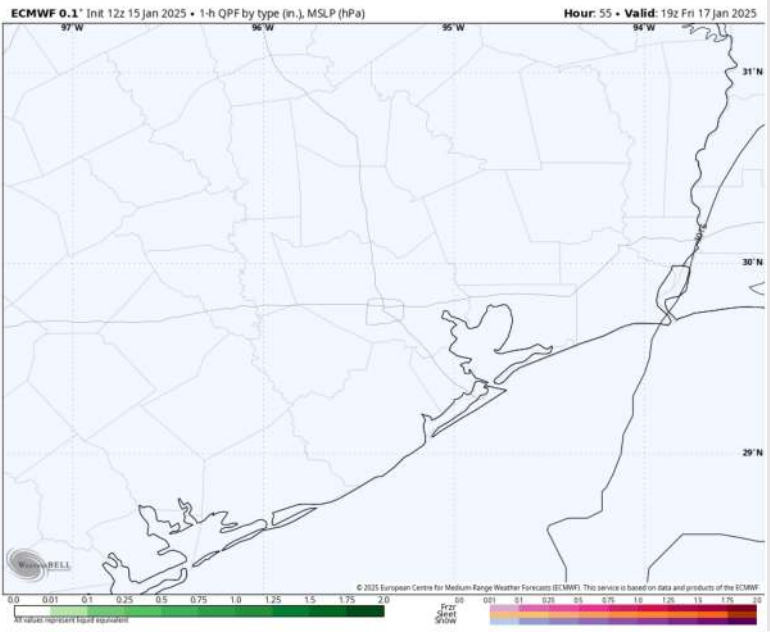 ECMWF 0.1° Init 12z 15 Jan 2025 • 1-h QPF by type (in.), MSLP (hPa) Hour: 55 • Valid: 19z Fri 17 Jan 2025
97°W 96°W 95°W 94°W
31°N
30°N
29°N
WeatherBELL
© 2025 European Centre for Medium-Range Weather Forecasts (ECMWF). This service is based on data and products of the ECMWF.
0.0 0.01 0.1 0.25 0.5 0.75 1.0 1.25 1.5 1.75 2.0 0.0 0.01 0.1 0.25 0.5 0.75 1.0 1.25 1.5 1.75 2.0
Frzr
Sleet
Snow
All values represent liquid equivalent